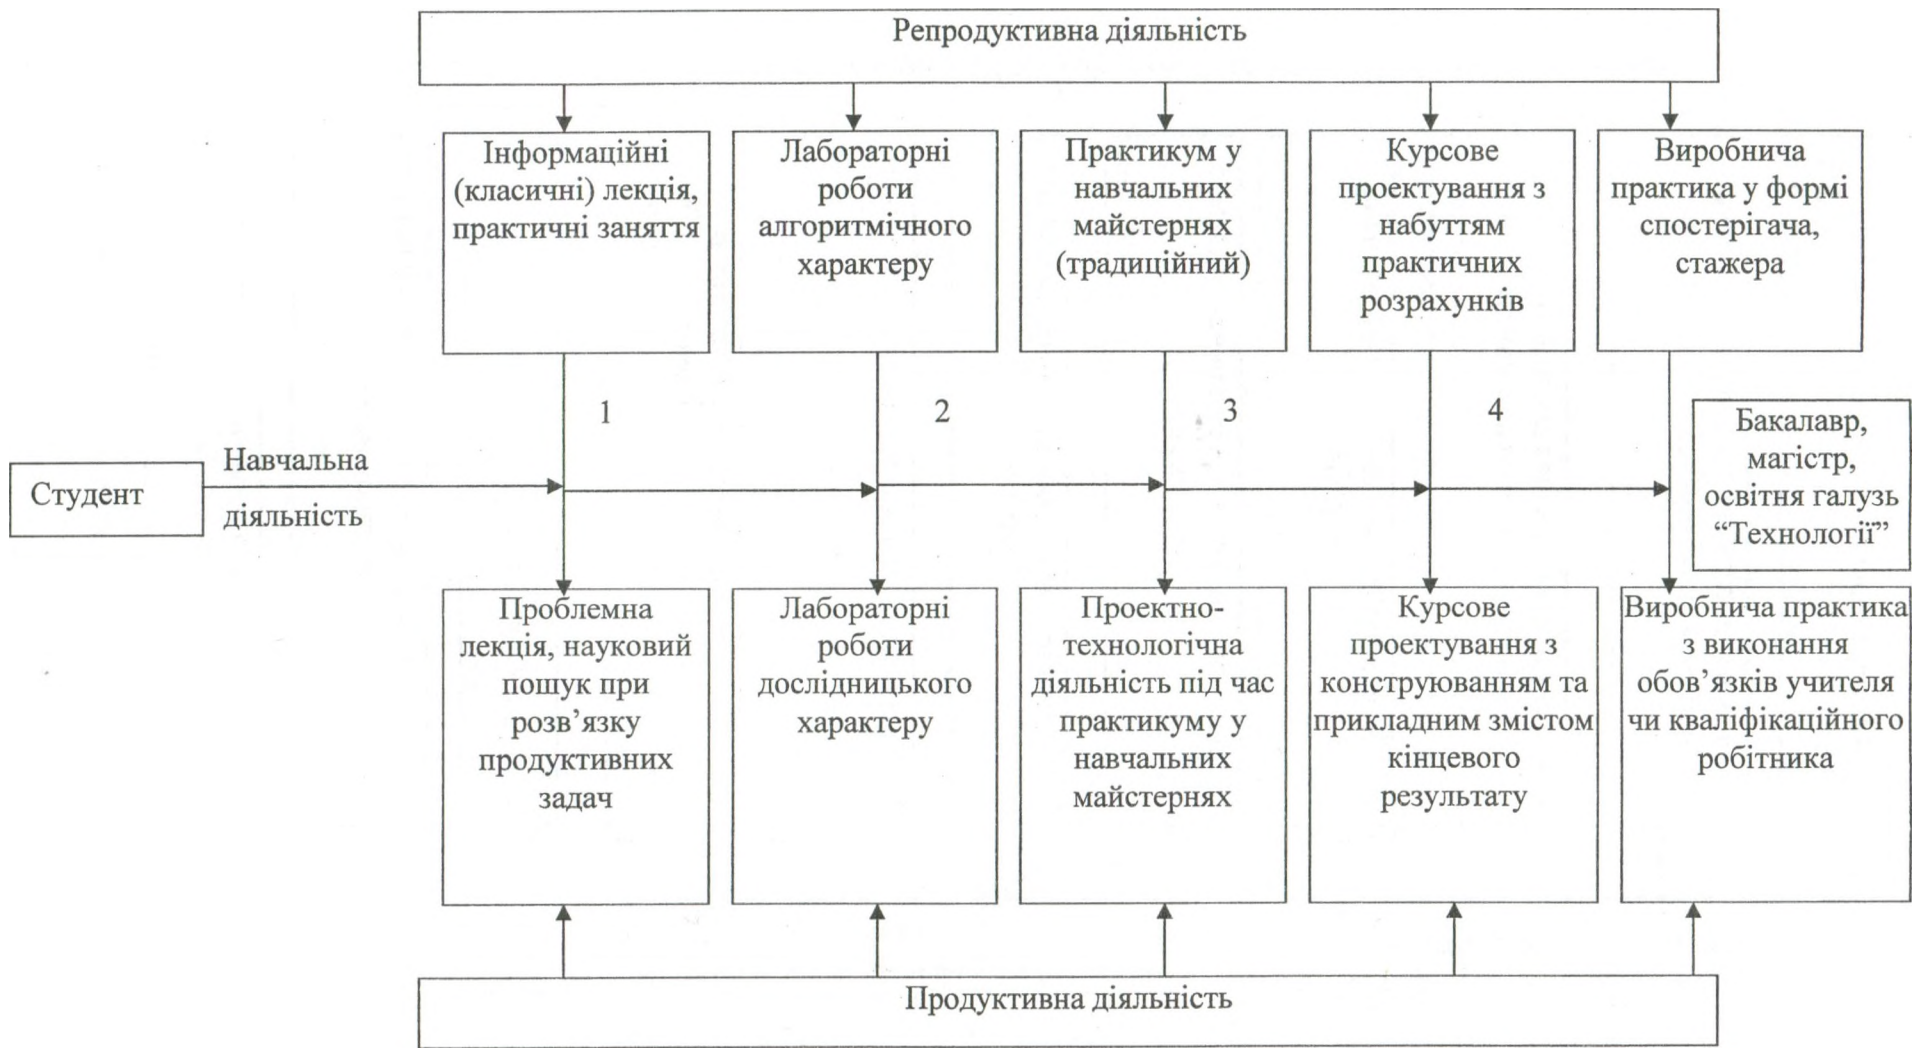 Репродуктивна діяльність
Інформаційні
(класичні) лекція,
практичні заняття
Лабораторні
роботи
алгоритмічного
характеру
Практикум у
навчальних
майстернях
(традиційний)
Курсове
проектування з
набуттям
практичних
розрахунків
Виробнича
практика у формі
спостерігача,
стажера
1
2
3
4
Студент
Навчальна
діяльність
Бакалавр,
магістр,
освітня галузь
“Технології”
Проблемна
лекція, науковий
пошук при
розв’язку
продуктивних
задач
Лабораторні
роботи
дослідницького
характеру
Проектно-
технологічна
діяльність під час
практикуму у
навчальних
майстернях
Курсове
проектування з
конструюванням та
прикладним змістом
кінцевого
результату
Виробнича практика
з виконання
обов’язків учителя
чи кваліфікаційного
робітника
Продуктивна діяльність